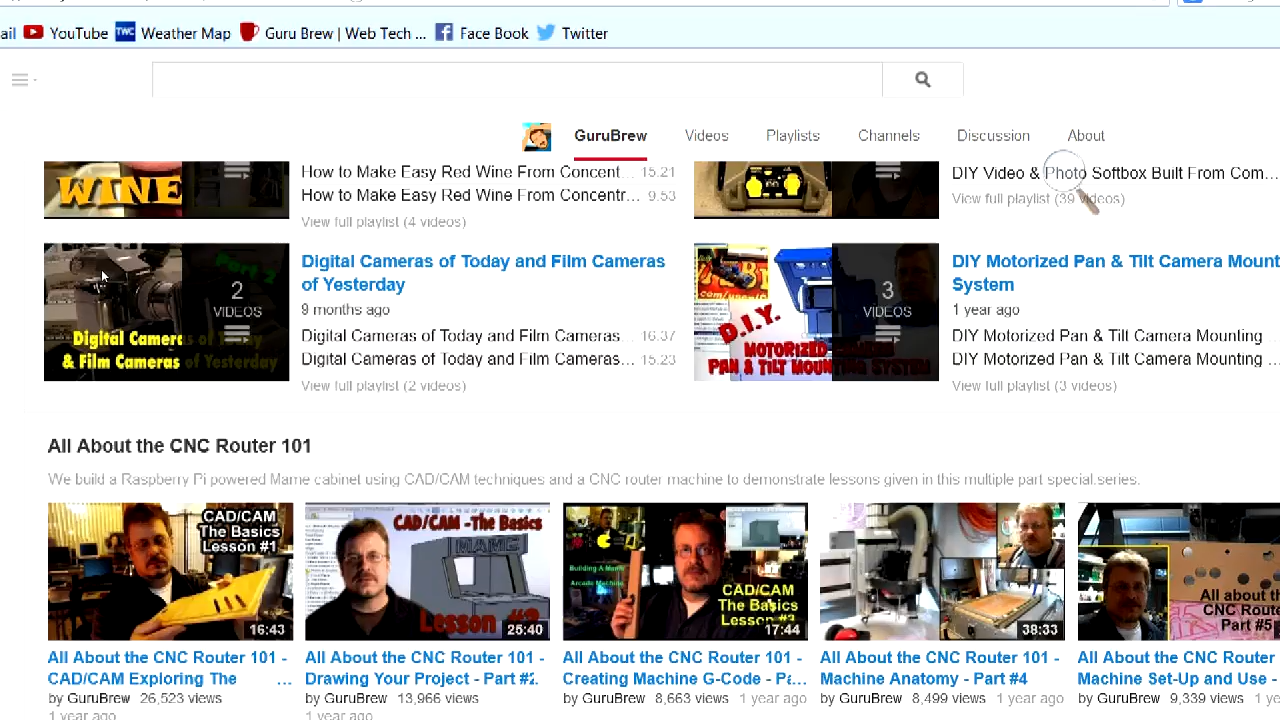 ail YouTube TWC Weather Map Guru Brew | Web Tech ... Face Book Twitter
GuruBrew Videos Playlists Channels Discussion About
WINE
How to Make Easy Red Wine From Concent... 15.21
How to Make Easy Red Wine From Concentr... 9.53
View full playlist (4 videos)
DIY Video & Photo Softbox Built From Com...
View full playlist (39 videos)
Part 2
2
VIDEOS
Digital Cameras of Today
& Film Cameras of Yesterday
Digital Cameras of Today and Film Cameras
of Yesterday
9 months ago
Digital Cameras of Today and Film Cameras... 16.37
Digital Cameras of Today and Film Cameras... 15.23
View full playlist (2 videos)
3
VIDEOS
D.I.Y.
MOTORIZED
PAN & TILT MOUNTING SYSTEM
DIY Motorized Pan & Tilt Camera Mount
System
1 year ago
DIY Motorized Pan & Tilt Camera Mounting
DIY Motorized Pan & Tilt Camera Mounting ...
View full playlist (3 videos)
All About the CNC Router 101
We build a Raspberry Pi powered Mame cabinet using CAD/CAM techniques and a CNC router machine to demonstrate lessons given in this multiple part special series.
CAD/CAM
The Basics
Lesson #1
16:43
CAD/CAM -The Basics
MAME
Lesson
25:40
Building A Mame
Arcade Machine
CAD/CAM
The Basics
Lesson
17:44
38:33
All about t
CNC Route
Part #5
All About the CNC Router 101 -
CAD/CAM Exploring The ...
by GuruBrew 26,523 views
1 year ago
All About the CNC Router 101 -
Drawing Your Project - Part #2.
by GuruBrew 13,966 views
1 year ago
All About the CNC Router 101 -
Creating Machine G-Code - Pa...
by GuruBrew 8,663 views 1 year ago
All About the CNC Router 101 -
Machine Anatomy - Part #4
by GuruBrew 8,499 views 1 year ago
All About the CNC Router
Machine Set-Up and Use -
by GuruBrew 9,339 views 1 ye